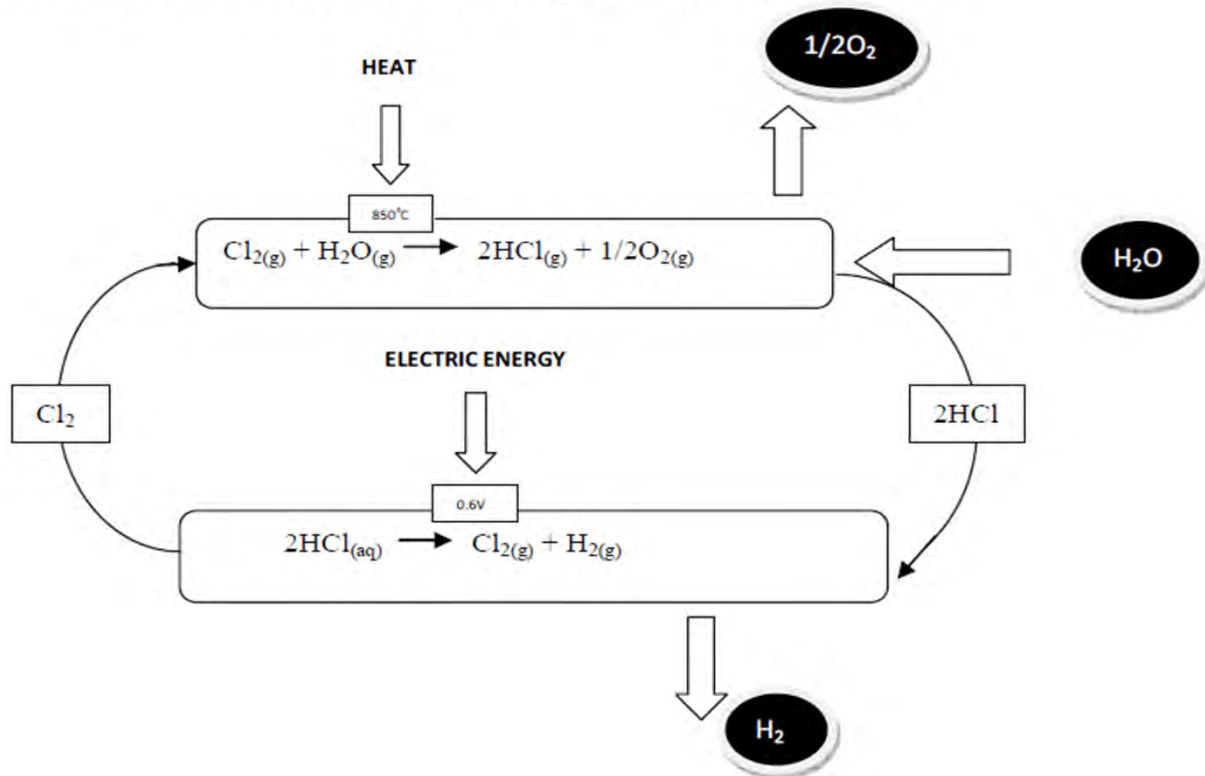 1/2O₂
HEAT
850°C
Cl₂(g) + H₂O(g) → 2HCl(g) + 1/2O₂(g)
H₂O
ELECTRIC ENERGY
Cl₂
2HCl
0.6V
2HCl(aq) → Cl₂(g) + H₂(g)
H₂